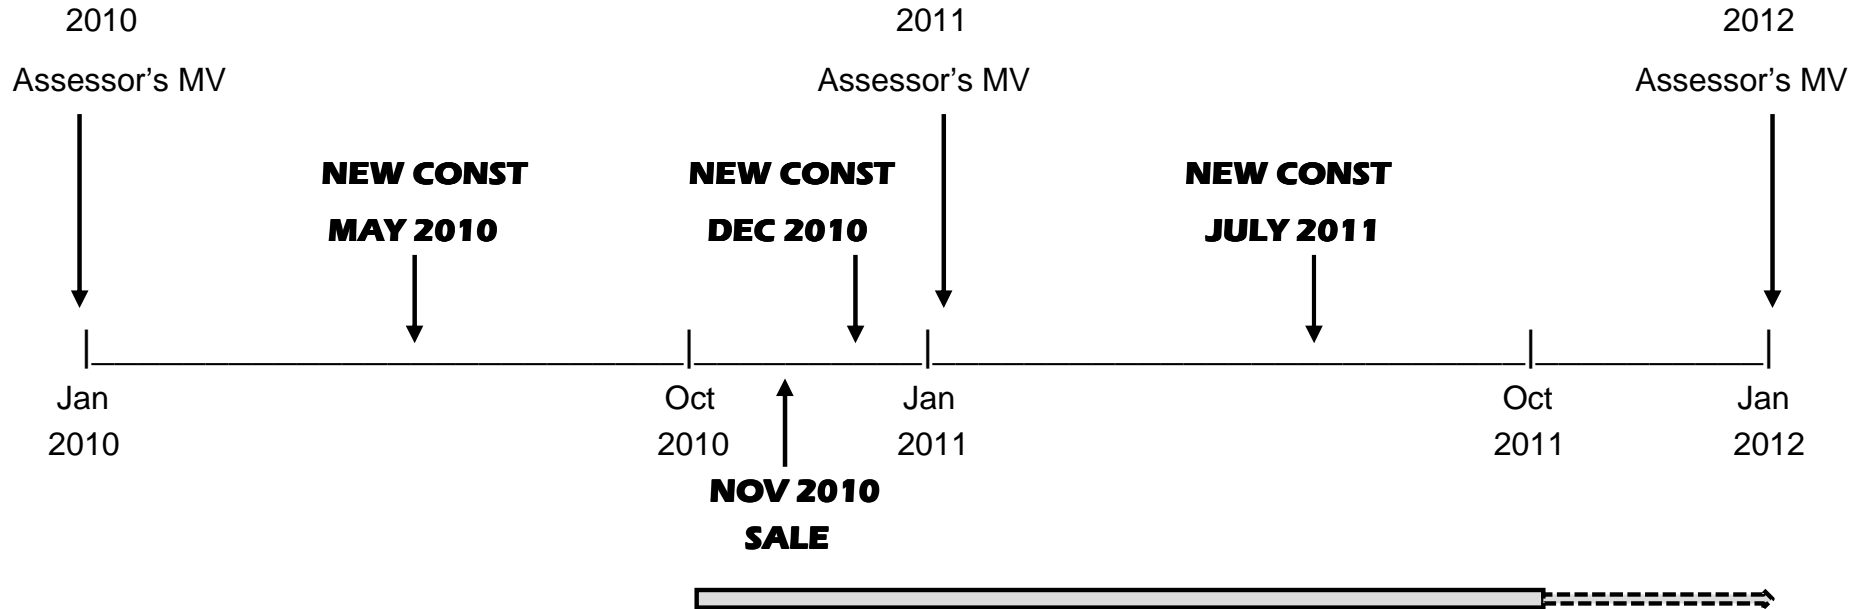 2010 2011 2012
Assessor’s MV Assessor’s MV Assessor’s MV
NEW CONST NEW CONST NEW CONST
MAY 2010 DEC 2010 JULY 2011
Jan Oct Jan Oct Jan
2010 2010 2011 2011 2012
NOV 2010
SALE